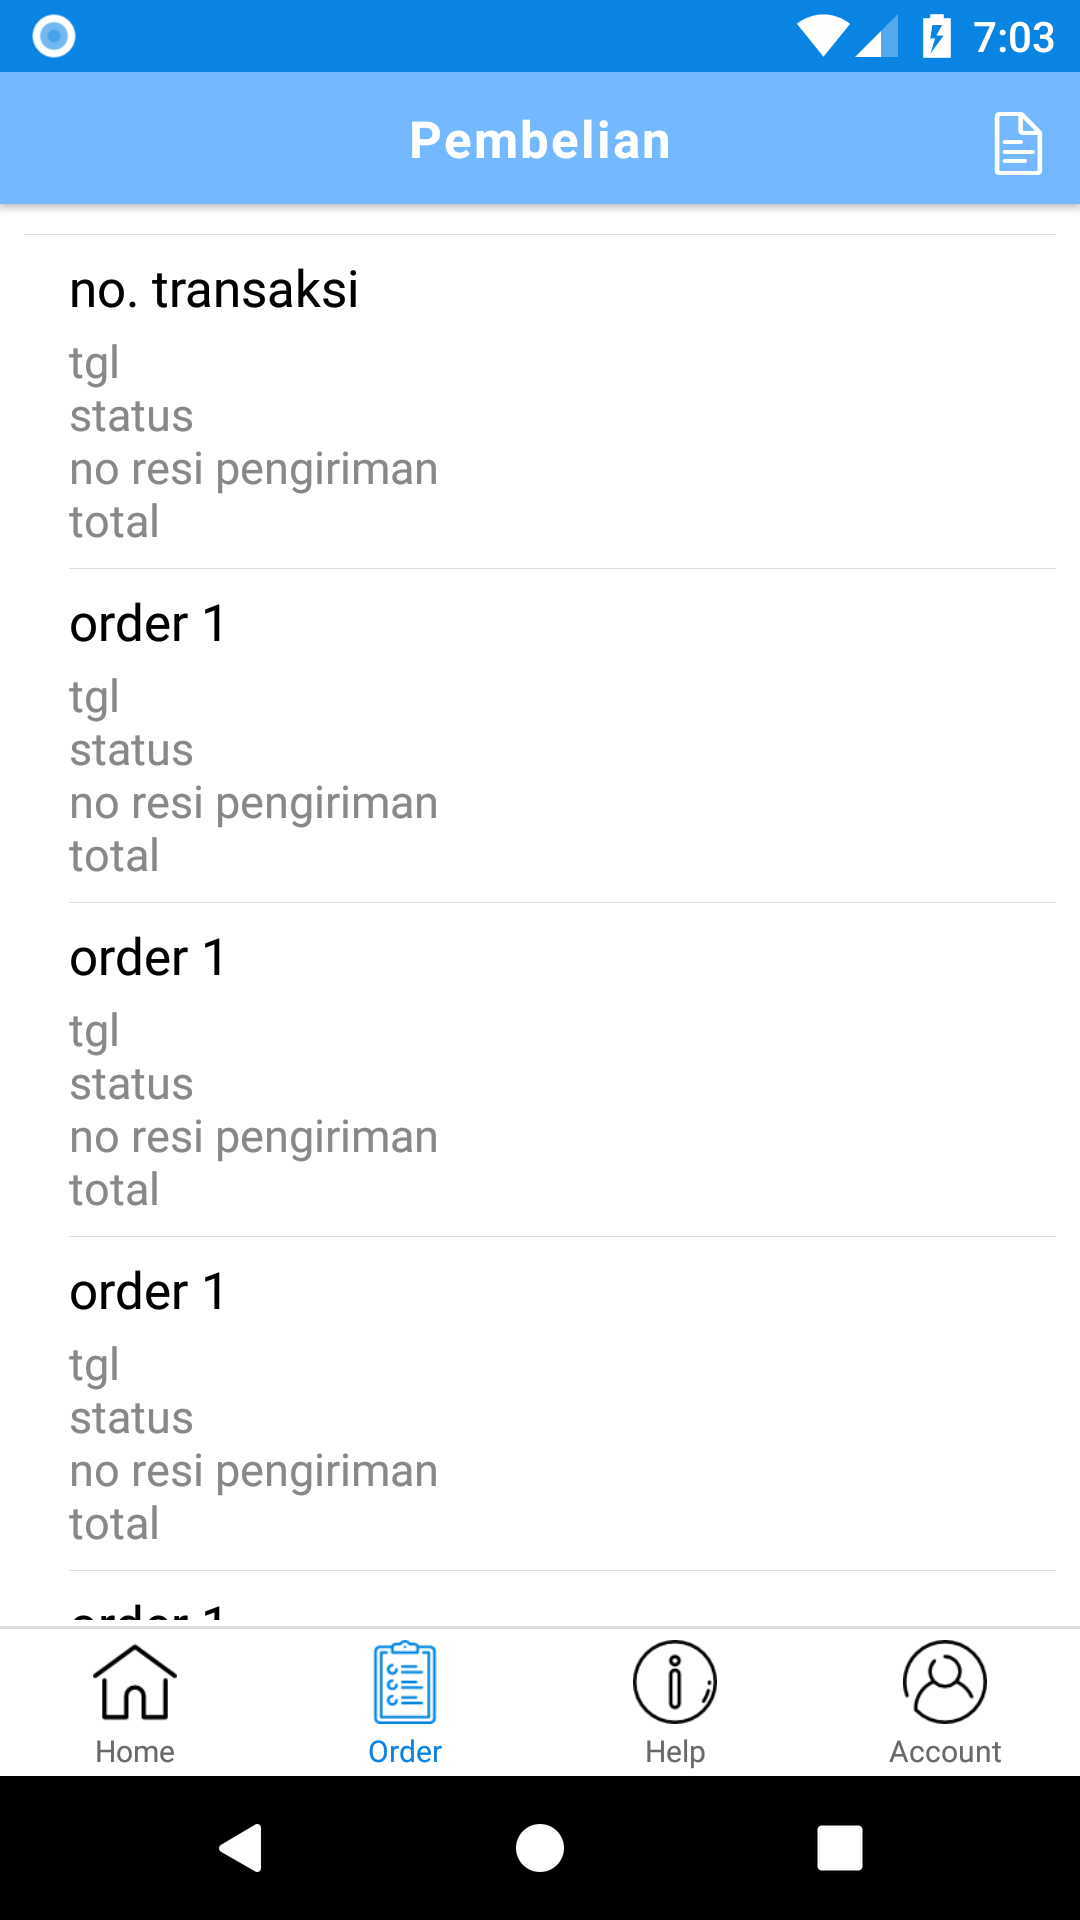 7:03
Pembelian
no. transaksi
tgl
status
no resi pengiriman
total
order 1
tgl
status
no resi pengiriman
total
order 1
tgl
status
no resi pengiriman
total
order 1
tgl
status
no resi pengiriman
total
order 1
Home
Order
Help
Account